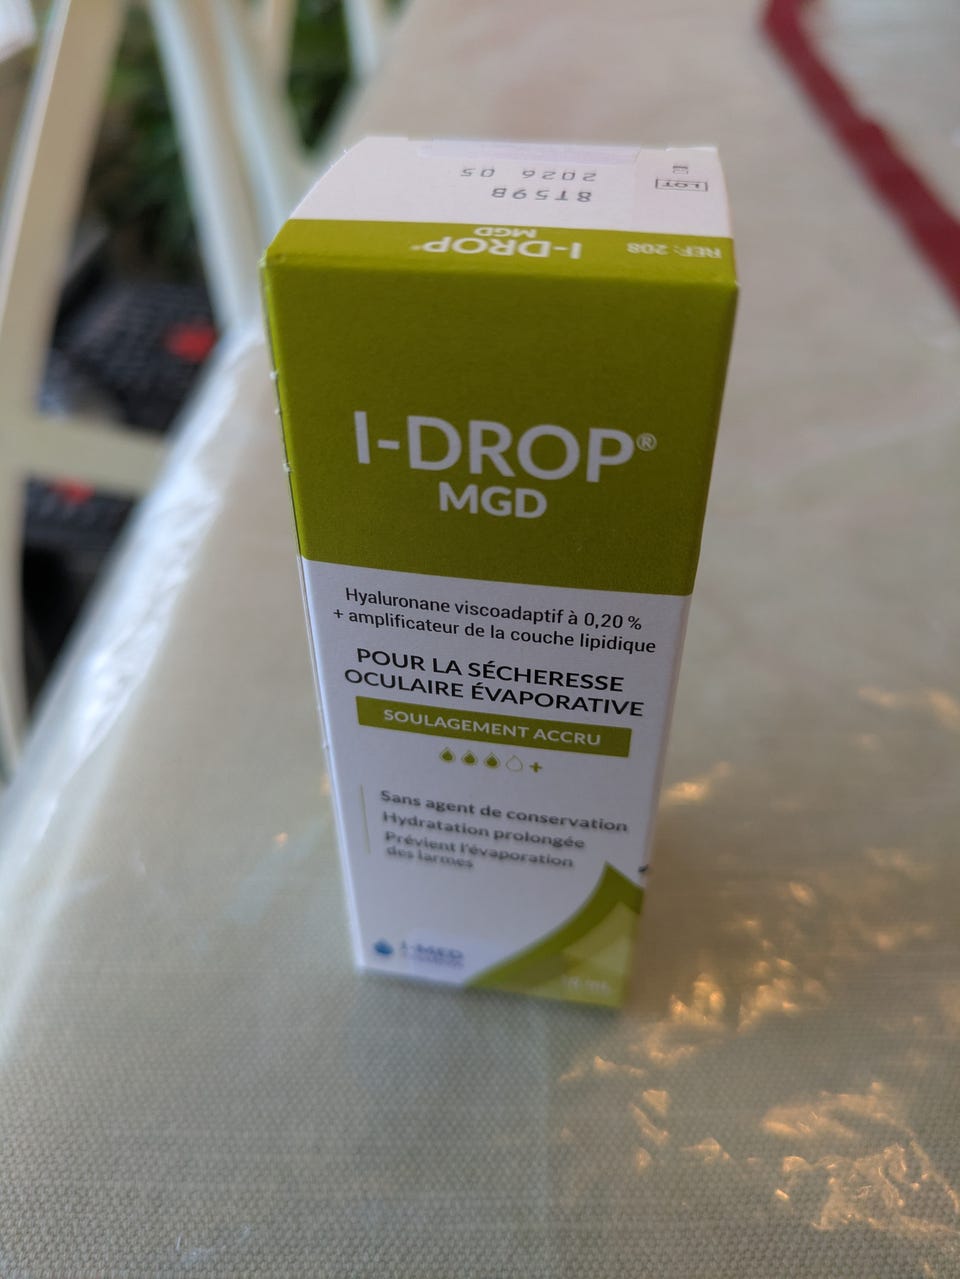 LOT
8T59B
2026 05
REF: 208
I-DROP®
MGD
I-DROP®
MGD
Hyaluronane viscoadaptif à 0,20 %
+ amplificateur de la couche lipidique
POUR LA SÉCHERESSE
OCULAIRE ÉVAPORATIVE
SOULAGEMENT ACCRU
+
Sans agent de conservation
Hydratation prolongée
Prévient l'évaporation
des larmes
I-MED